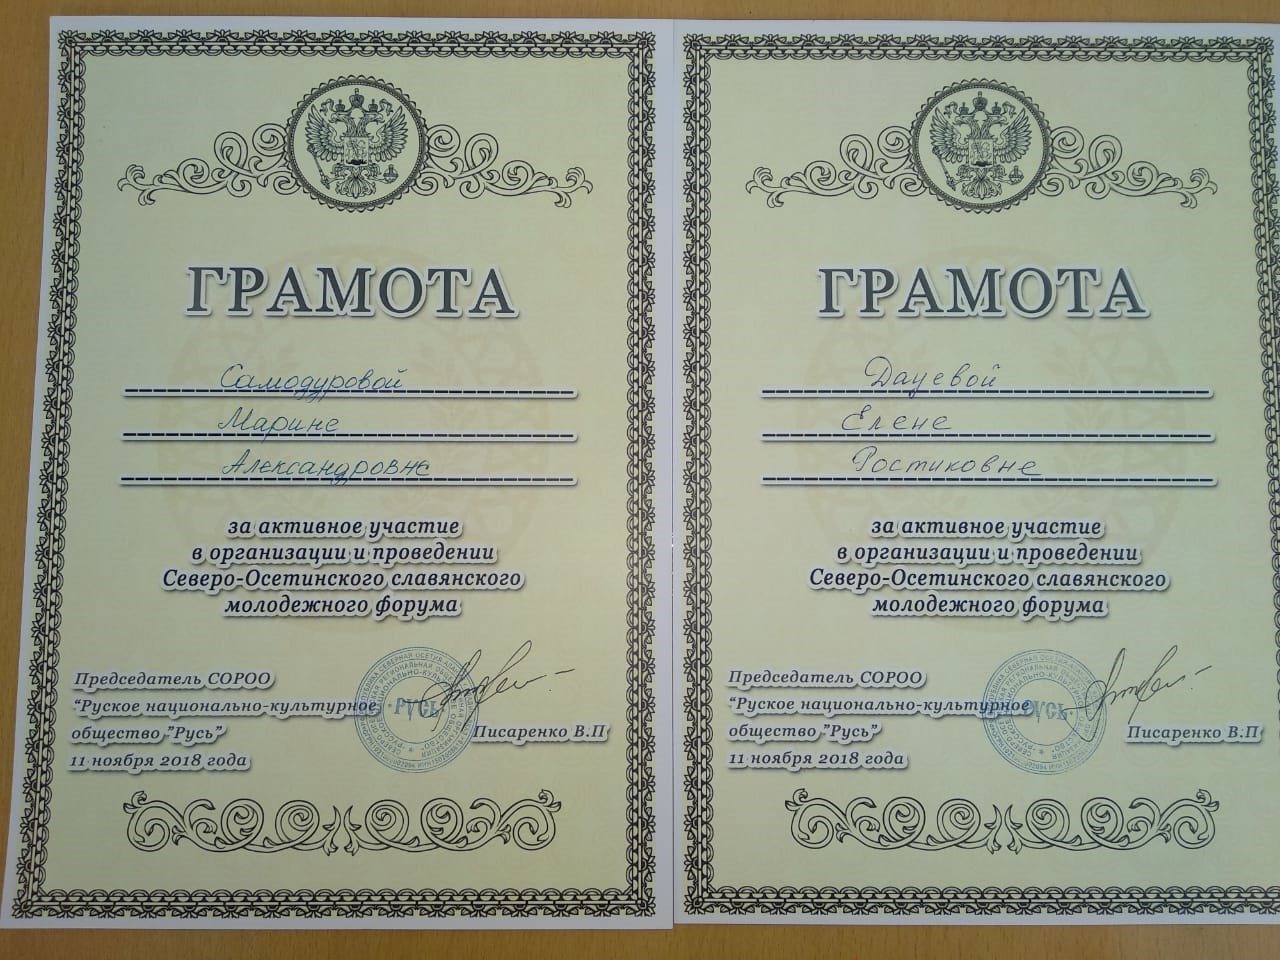 ГРАМОТА
Самодуровой
Марине
Александровне
за активное участие
в организации и проведении
Северо-Осетинского славянского
молодежного форума
Председатель СОРОО
“Руское национально-культурное
общество ”Русь”
11 ноября 2018 года
Писаренко В.П
РУСЬ
ГРАМОТА
Дауевой
Елене
Ростиковне
за активное участие
в организации и проведении
Северо-Осетинского славянского
молодежного форума
Председатель СОРОО
“Руское национально-культурное
общество ”Русь”
11 ноября 2018 года
Писаренко В.П
РУСЬ